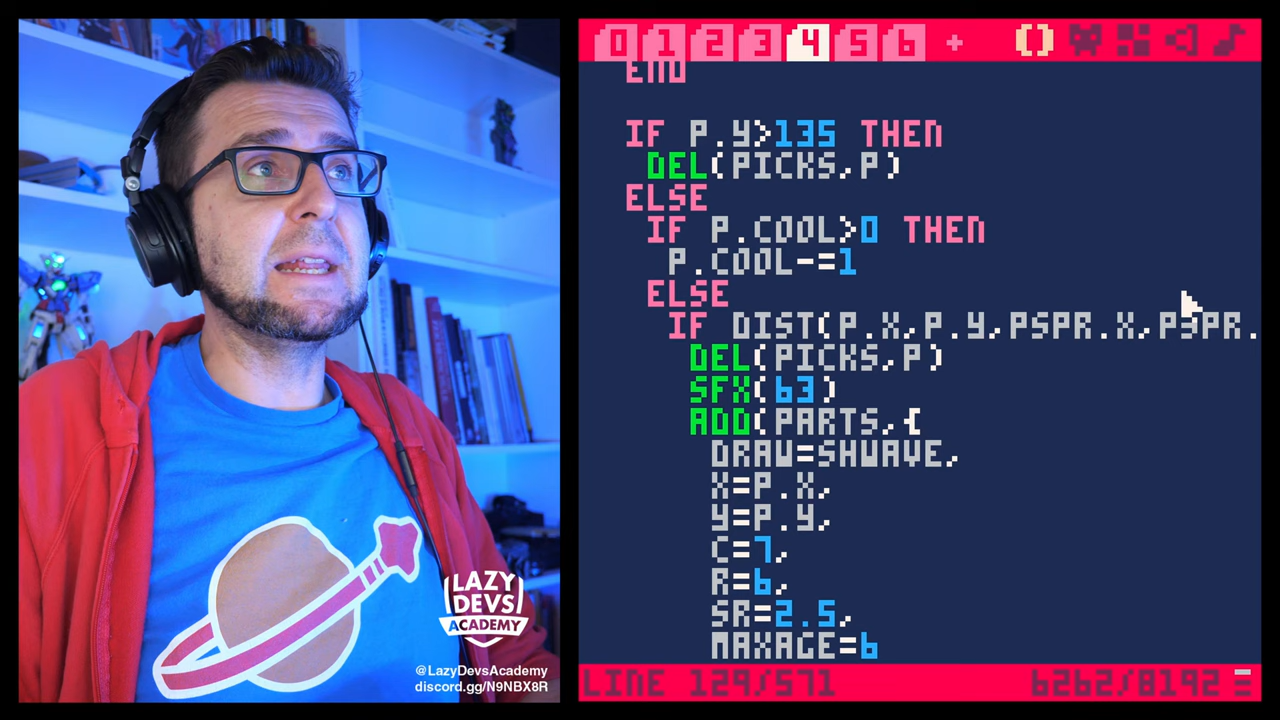 LAZY
DEVS
ACADEMY
@LazyDevsAcademy
discord.gg/N9NBX8R
0 1 2 3 4 5 6 + ()
END
IF P.Y>135 THEN
DEL(PICKS,P)
ELSE
IF P.COOL>0 THEN
P.COOL-=1
ELSE
IF DIST(P.X,P.Y,PSPR.X,PSPR.
DEL(PICKS,P)
SFX(63)
ADD(PARTS,{
DRAW=SHWAVE,
X=P.X,
Y=P.Y,
C=7,
R=6,
SR=2.5,
MAXAGE=6
LINE 129/571
6262/8192